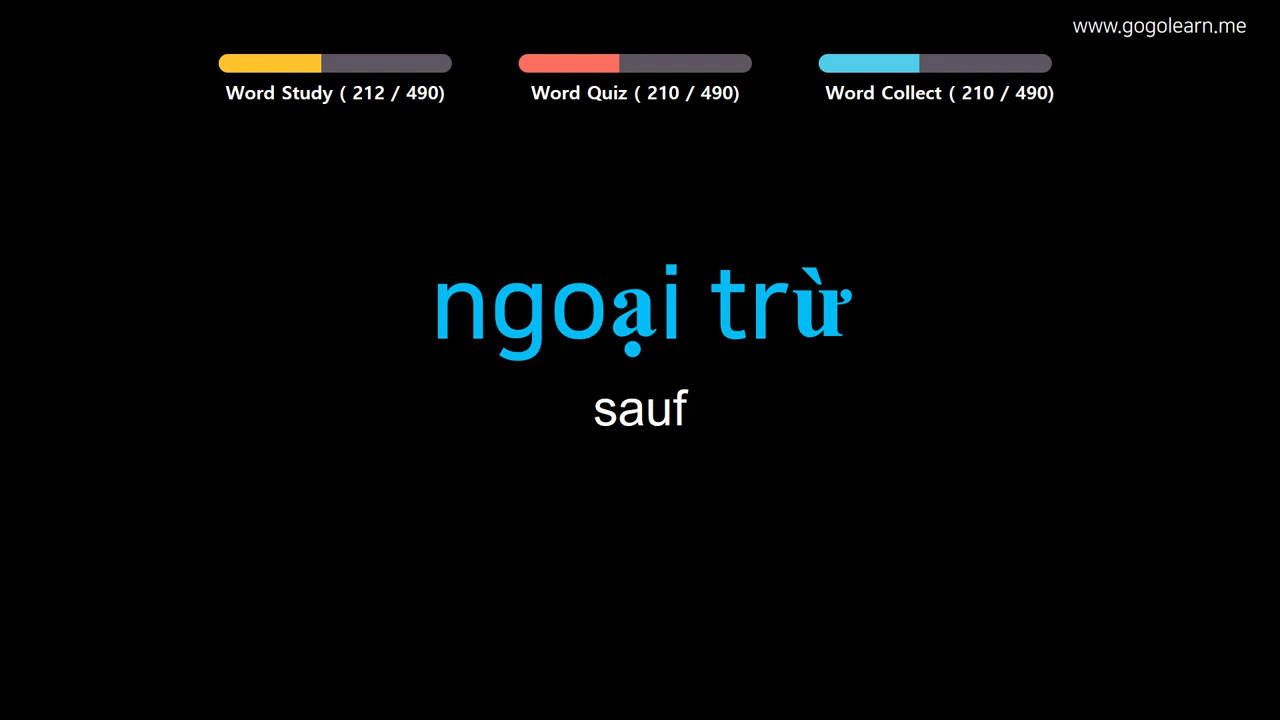 www.gogolearn.me
Word Study ( 212 / 490)
Word Quiz ( 210 / 490)
Word Collect ( 210 / 490)
ngoại trừ
sauf